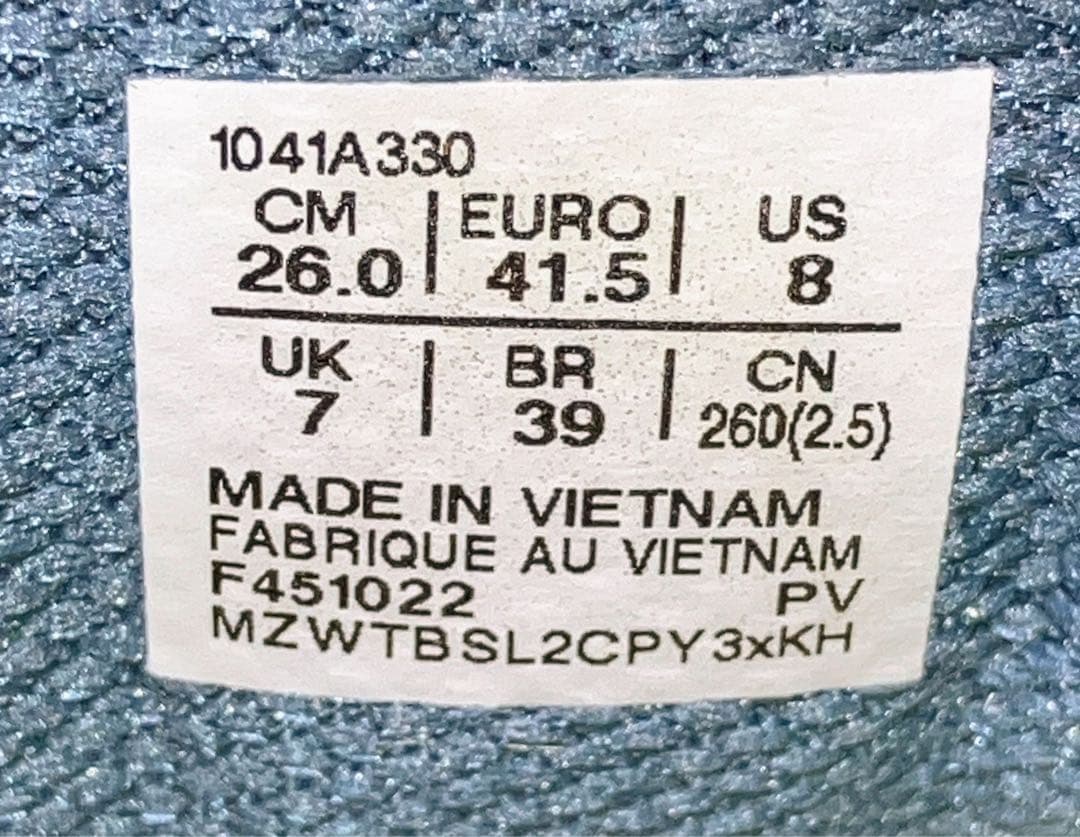 1041A330
CM | EURO | US
26.0 | 41.5 | 8
UK | BR | CN
7 | 39 | 260(2.5)
MADE IN VIETNAM
FABRIQUE AU VIETNAM
F451022 PV
MZWTBSL2CPY3xKH